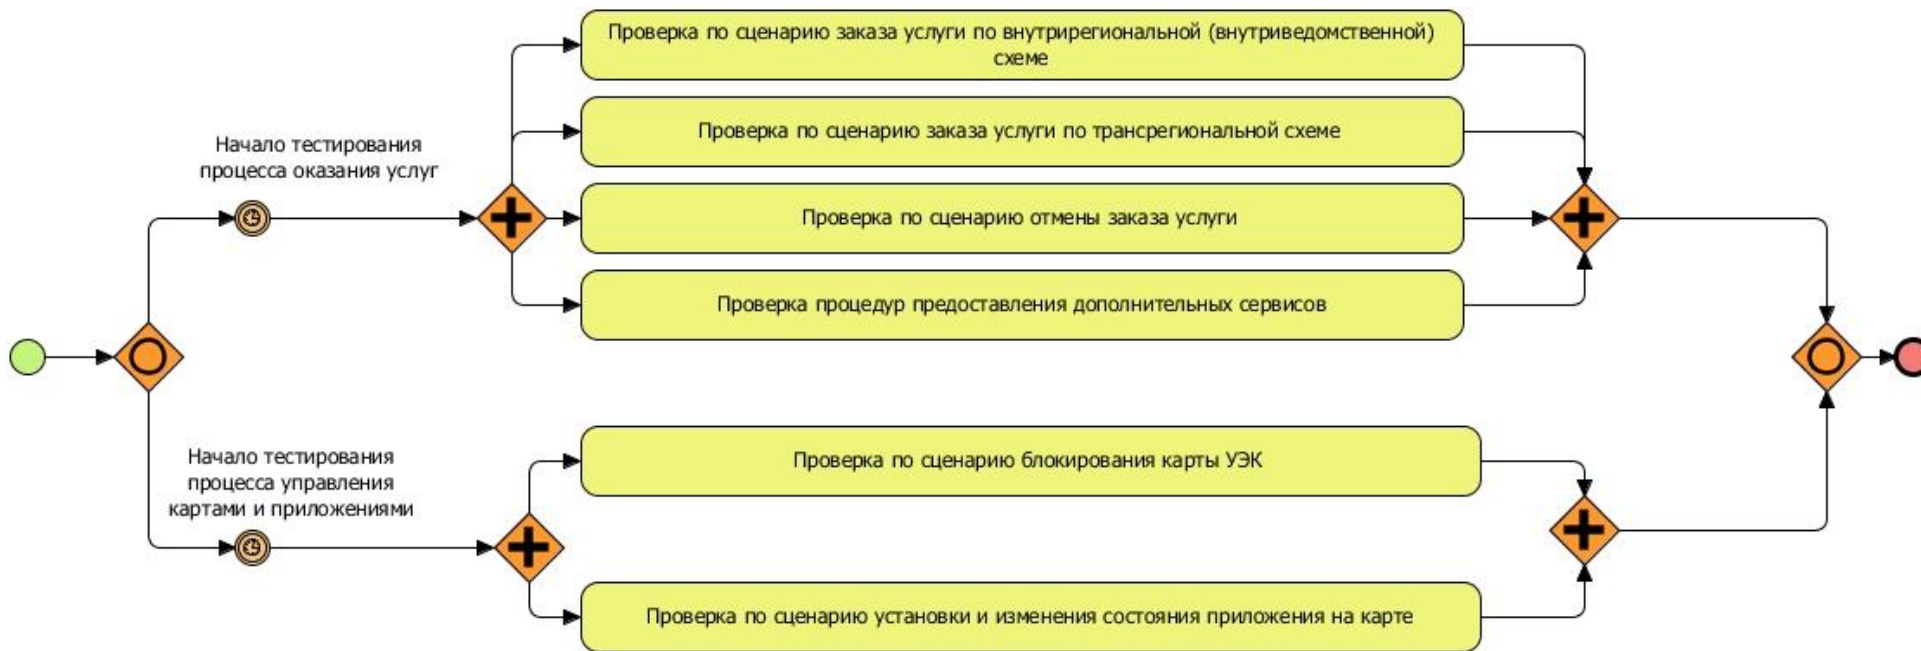 Проверка по сценарию заказа услуги по внутрирегиональной (внутриведомственной)
схеме
Проверка по сценарию заказа услуги по трансрегиональной схеме
Начало тестирования
процесса оказания услуг
Проверка по сценарию отмены заказа услуги
Проверка процедур предоставления дополнительных сервисов
Начало тестирования
процесса управления
картами и приложениями
Проверка по сценарию блокирования карты УЭК
Проверка по сценарию установки и изменения состояния приложения на карте